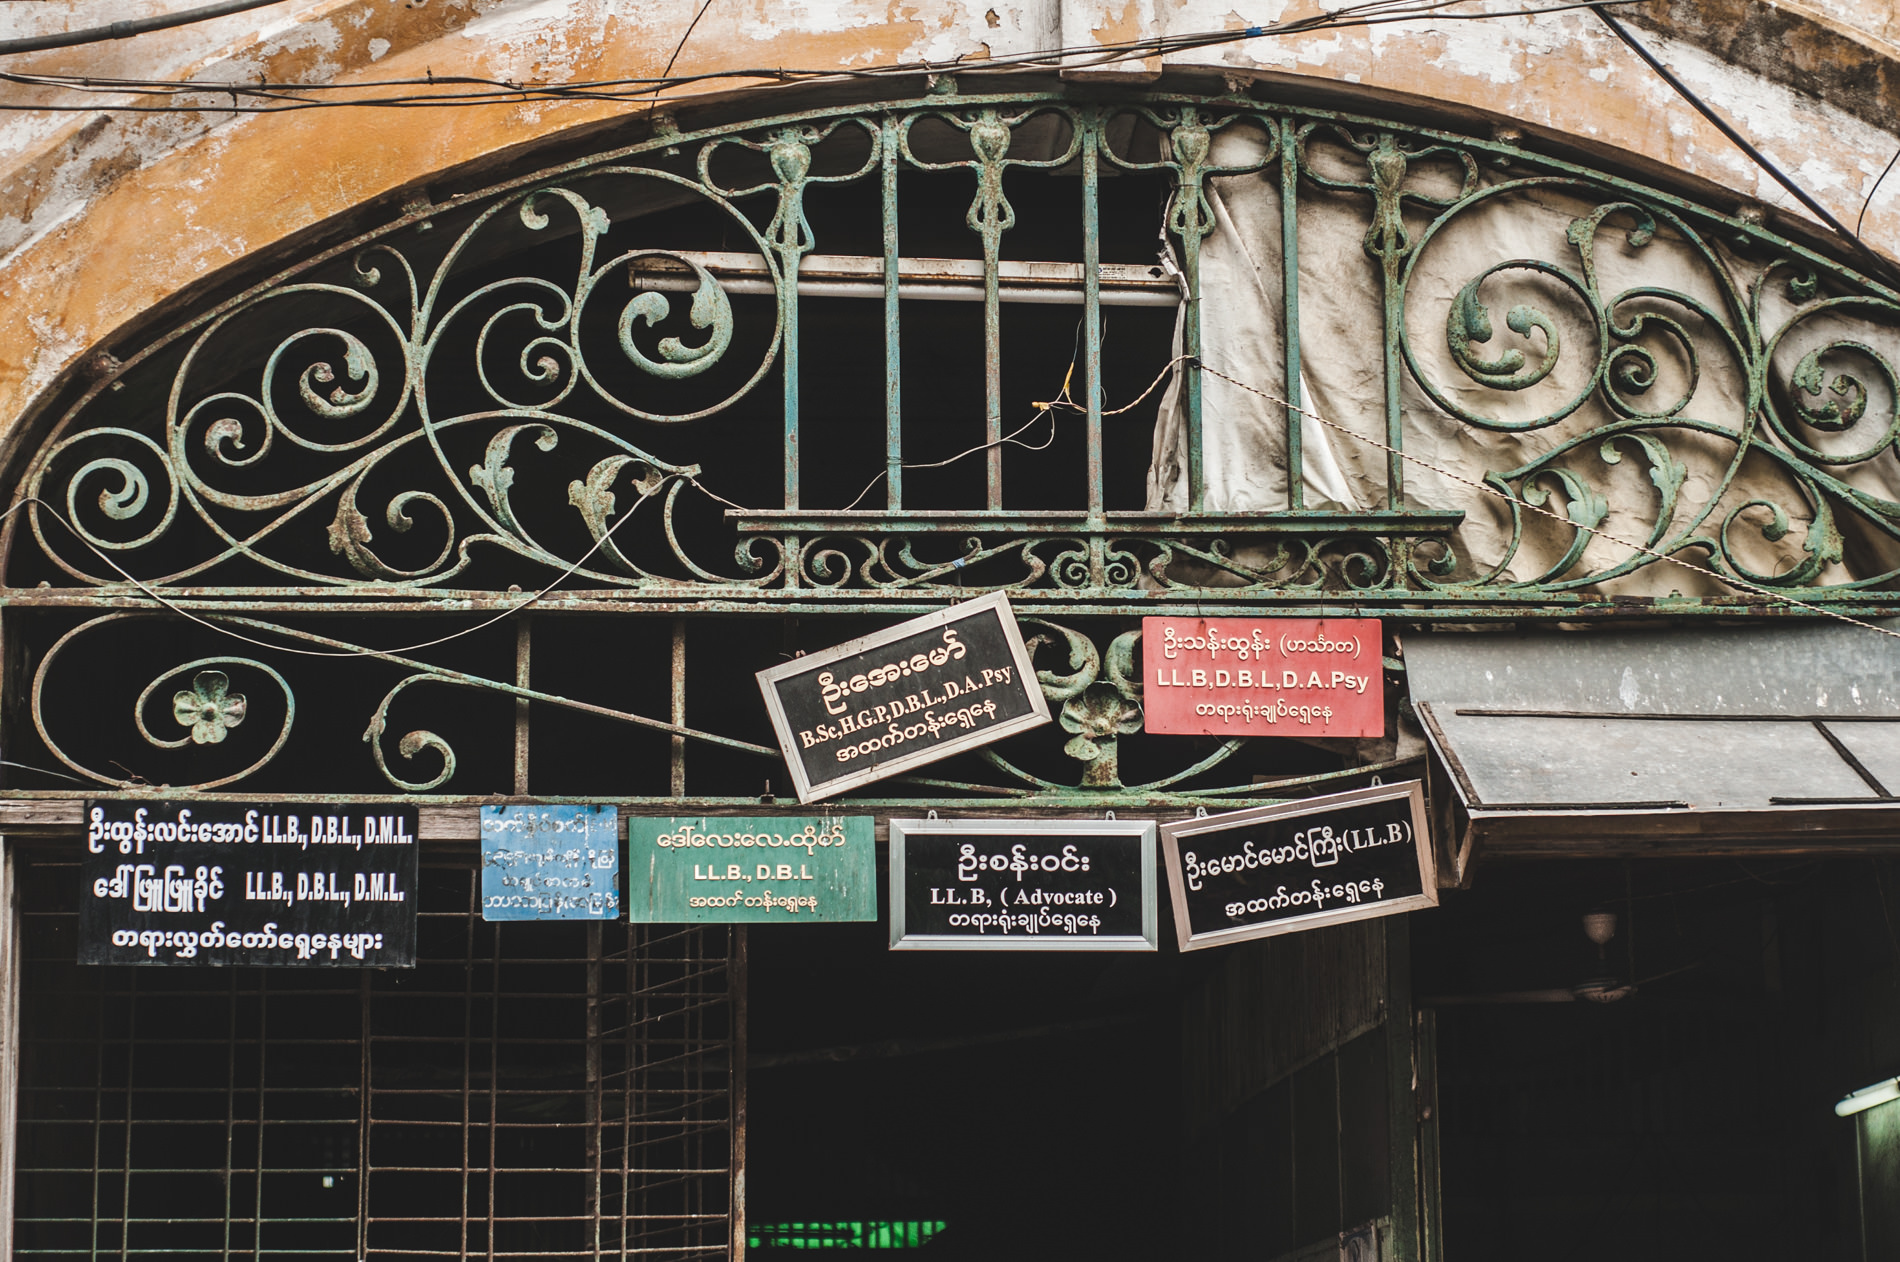 ဦးအေးမော်
B.Sc,H.G.P,D.B.L.,D.A.Psy
အထက်တန်းရှေ့နေ
ဦးသန်းထွန်း (ဟင်္သာတ)
LL.B,D.B.L,D.A.Psy
တရားရုံးချုပ်ရှေ့နေ
ဦးထွန်းလင်းအောင် LL.B., D.B.L., D.M.L.
ဒေါ်ဖြူဖြူခိုင် LL.B., D.B.L., D.M.L.
တရားလွှတ်တော်ရှေ့နေများ
ဒေါ်လေးလေးထိုက်
LL.B., D.B.L
အထက်တန်းရှေ့နေ
ဦးစန်းဝင်း
LL.B, ( Advocate )
တရားရုံးချုပ်ရှေ့နေ
ဦးမောင်မောင်ကြီး(LL.B)
အထက်တန်းရှေ့နေ